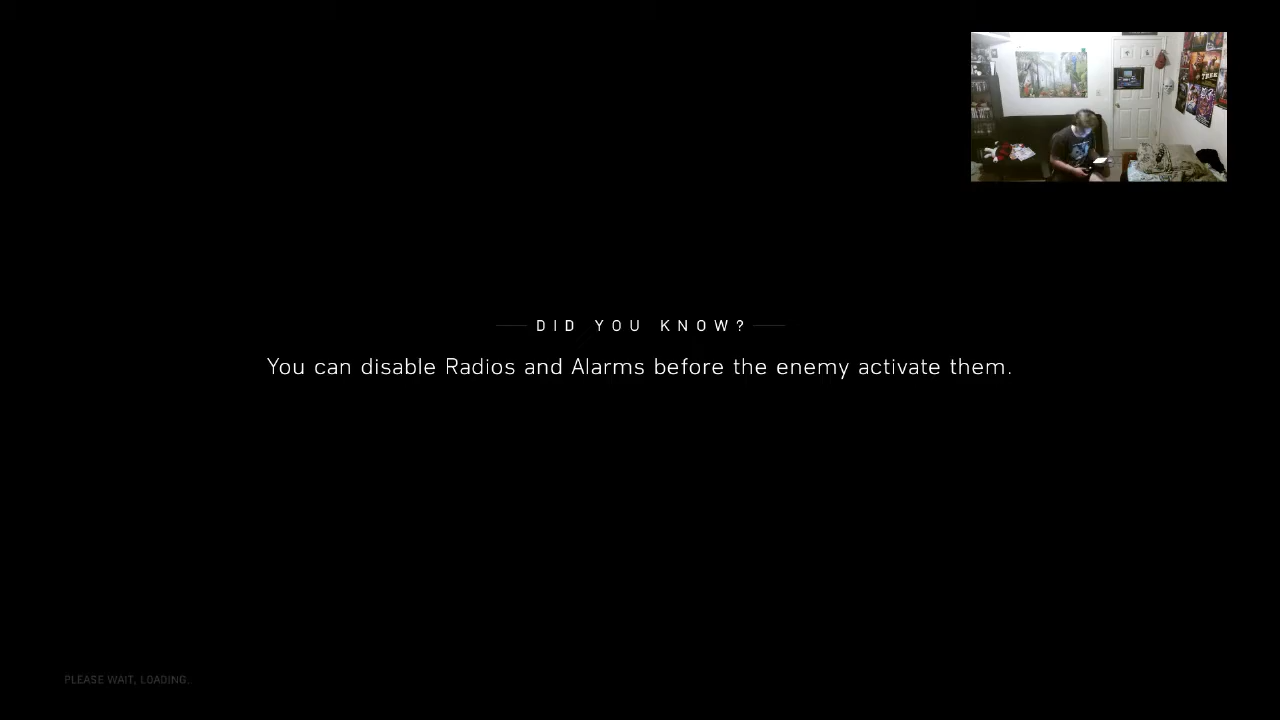 DID YOU KNOW?
You can disable Radios and Alarms before the enemy activate them.
PLEASE WAIT, LOADING.